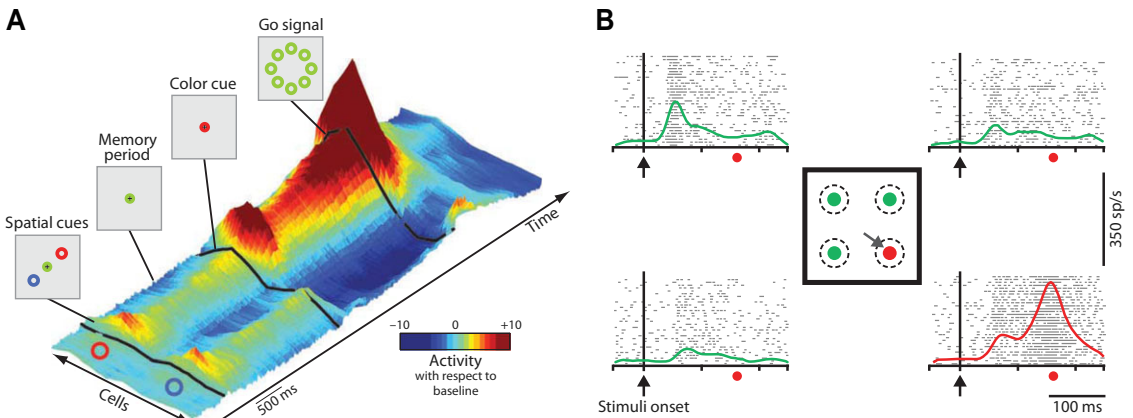 A
Go signal
Color cue
Memory
period
Spatial cues
Time
–10 0 +10
Activity
with respect to
baseline
500 ms
Cells
B
350 sp/s
Stimuli onset
100 ms